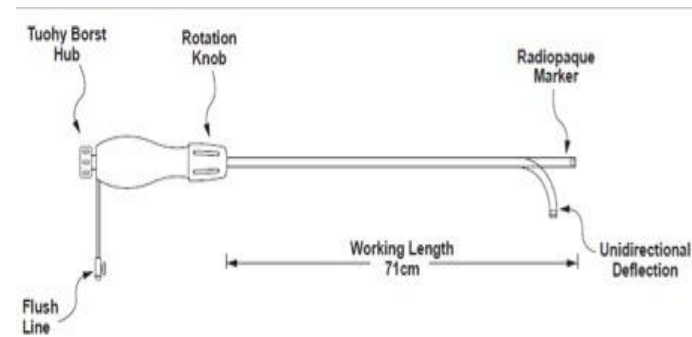 Tuohy Borst
Hub
Rotation
Knob
Radiopaque
Marker
Working Length
71cm
Unidirectional
Deflection
Flush
Line